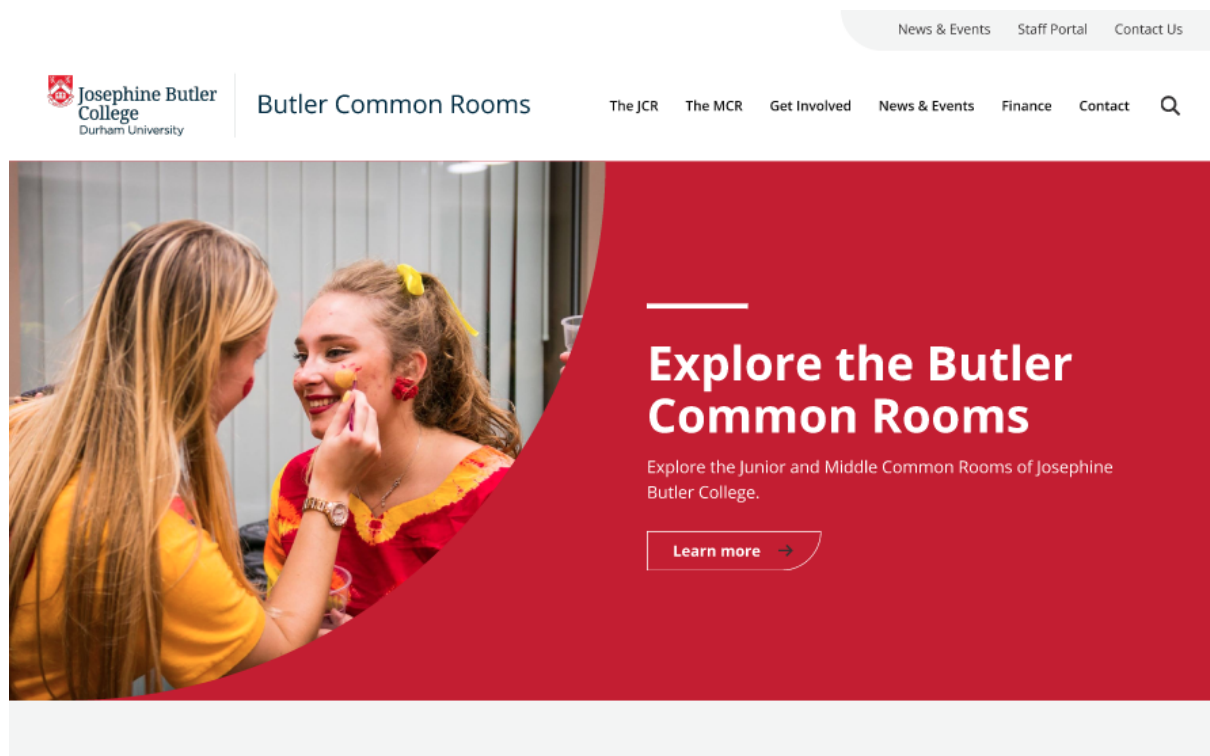 News & Events Staff Portal Contact Us
Josephine Butler
College
Durham University
Butler Common Rooms
The JCR The MCR Get Involved News & Events Finance Contact
Explore the Butler
Common Rooms
Explore the Junior and Middle Common Rooms of Josephine
Butler College.
Learn more